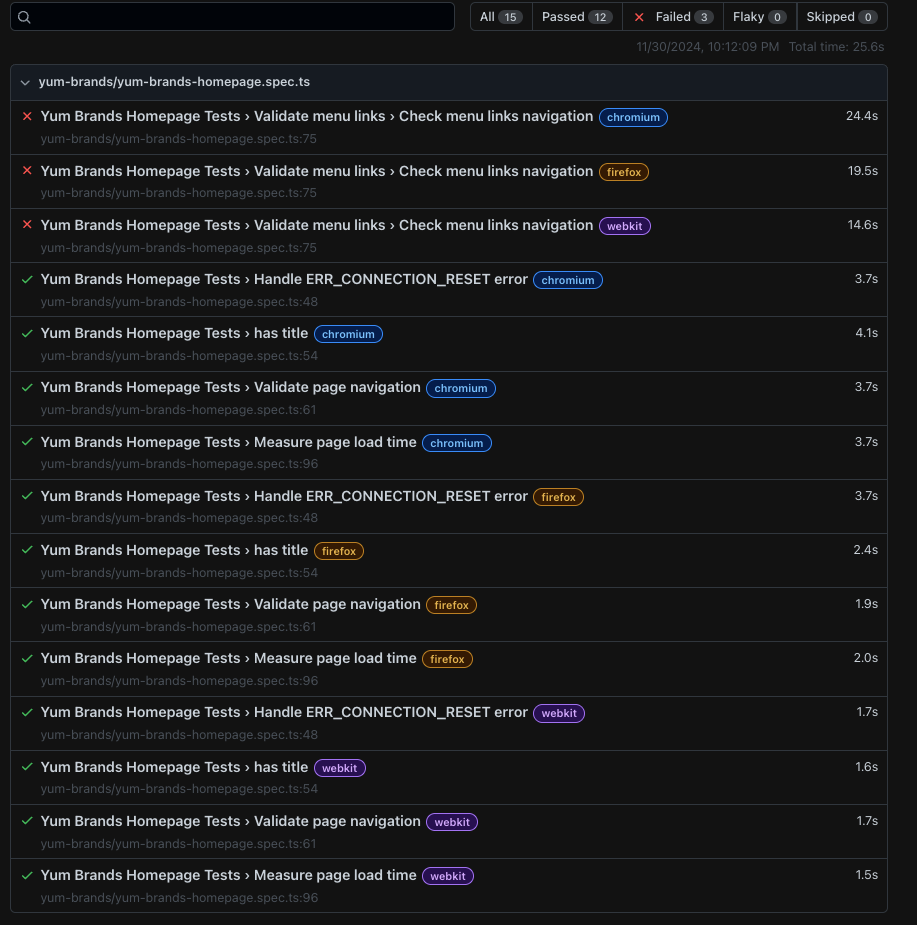 All 15 Passed 12 Failed 3 Flaky 0 Skipped 0
11/30/2024, 10:12:09 PM Total time: 25.6s
yum-brands/yum-brands-homepage.spec.ts
Yum Brands Homepage Tests › Validate menu links › Check menu links navigation chromium 24.4s
yum-brands/yum-brands-homepage.spec.ts:75
Yum Brands Homepage Tests › Validate menu links › Check menu links navigation firefox 19.5s
yum-brands/yum-brands-homepage.spec.ts:75
Yum Brands Homepage Tests › Validate menu links › Check menu links navigation webkit 14.6s
yum-brands/yum-brands-homepage.spec.ts:75
Yum Brands Homepage Tests › Handle ERR_CONNECTION_RESET error chromium 3.7s
yum-brands/yum-brands-homepage.spec.ts:48
Yum Brands Homepage Tests › has title chromium 4.1s
yum-brands/yum-brands-homepage.spec.ts:54
Yum Brands Homepage Tests › Validate page navigation chromium 3.7s
yum-brands/yum-brands-homepage.spec.ts:61
Yum Brands Homepage Tests › Measure page load time chromium 3.7s
yum-brands/yum-brands-homepage.spec.ts:96
Yum Brands Homepage Tests › Handle ERR_CONNECTION_RESET error firefox 3.7s
yum-brands/yum-brands-homepage.spec.ts:48
Yum Brands Homepage Tests › has title firefox 2.4s
yum-brands/yum-brands-homepage.spec.ts:54
Yum Brands Homepage Tests › Validate page navigation firefox 1.9s
yum-brands/yum-brands-homepage.spec.ts:61
Yum Brands Homepage Tests › Measure page load time firefox 2.0s
yum-brands/yum-brands-homepage.spec.ts:96
Yum Brands Homepage Tests › Handle ERR_CONNECTION_RESET error webkit 1.7s
yum-brands/yum-brands-homepage.spec.ts:48
Yum Brands Homepage Tests › has title webkit 1.6s
yum-brands/yum-brands-homepage.spec.ts:54
Yum Brands Homepage Tests › Validate page navigation webkit 1.7s
yum-brands/yum-brands-homepage.spec.ts:61
Yum Brands Homepage Tests › Measure page load time webkit 1.5s
yum-brands/yum-brands-homepage.spec.ts:96